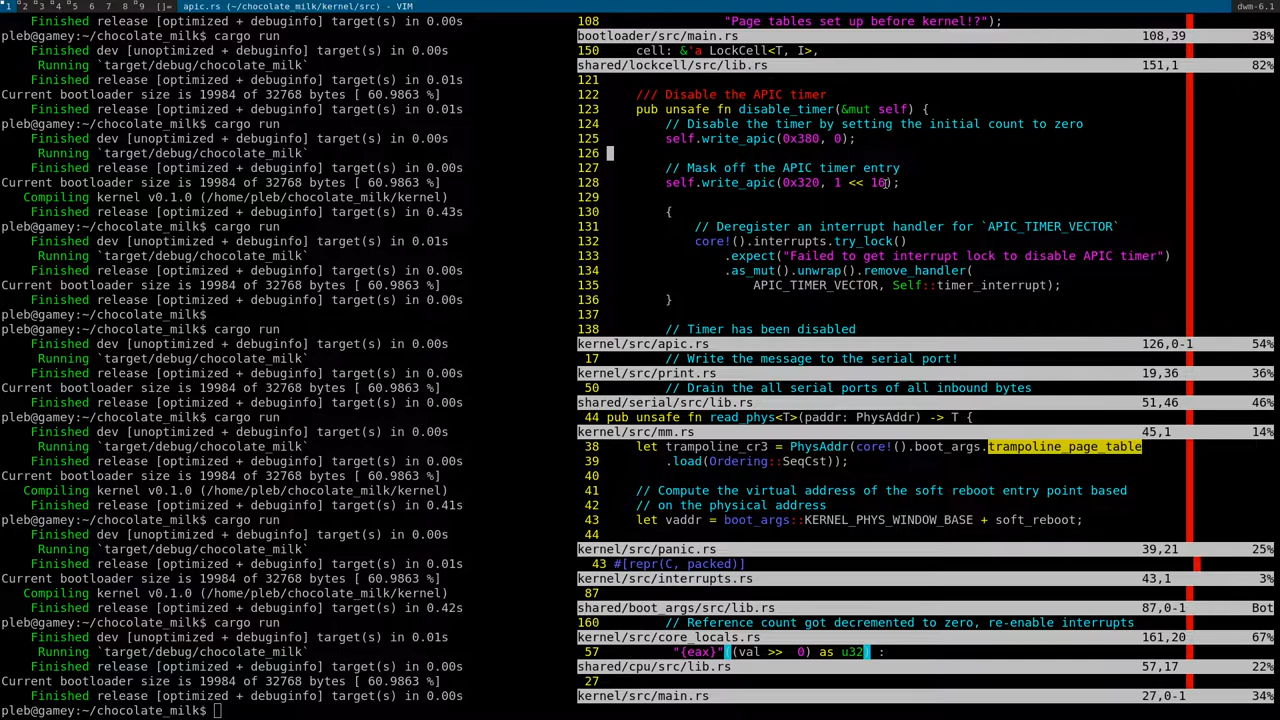 1 2 3 4 5 6 7 8 9 []= apic.rs (~/chocolate_milk/kernel/src) - VIM dwm-6.1
Finished release [optimized + debuginfo] target(s) in 0.00s
pleb@gamey:~/chocolate_milk$ cargo run
Finished dev [unoptimized + debuginfo] target(s) in 0.00s
Running `target/debug/chocolate_milk`
Finished release [optimized + debuginfo] target(s) in 0.01s
Current bootloader size is 19984 of 32768 bytes [ 60.9863 %]
Finished release [optimized + debuginfo] target(s) in 0.01s
pleb@gamey:~/chocolate_milk$ cargo run
Finished dev [unoptimized + debuginfo] target(s) in 0.00s
Running `target/debug/chocolate_milk`
Finished release [optimized + debuginfo] target(s) in 0.00s
Current bootloader size is 19984 of 32768 bytes [ 60.9863 %]
Compiling kernel v0.1.0 (/home/pleb/chocolate_milk/kernel)
Finished release [optimized + debuginfo] target(s) in 0.43s
pleb@gamey:~/chocolate_milk$ cargo run
Finished dev [unoptimized + debuginfo] target(s) in 0.01s
Running `target/debug/chocolate_milk`
Finished release [optimized + debuginfo] target(s) in 0.00s
Current bootloader size is 19984 of 32768 bytes [ 60.9863 %]
Finished release [optimized + debuginfo] target(s) in 0.00s
pleb@gamey:~/chocolate_milk$
pleb@gamey:~/chocolate_milk$ cargo run
Finished dev [unoptimized + debuginfo] target(s) in 0.00s
Running `target/debug/chocolate_milk`
Finished release [optimized + debuginfo] target(s) in 0.00s
Current bootloader size is 19984 of 32768 bytes [ 60.9863 %]
Finished release [optimized + debuginfo] target(s) in 0.00s
pleb@gamey:~/chocolate_milk$ cargo run
Finished dev [unoptimized + debuginfo] target(s) in 0.00s
Running `target/debug/chocolate_milk`
Finished release [optimized + debuginfo] target(s) in 0.01s
Current bootloader size is 19984 of 32768 bytes [ 60.9863 %]
Compiling kernel v0.1.0 (/home/pleb/chocolate_milk/kernel)
Finished release [optimized + debuginfo] target(s) in 0.41s
pleb@gamey:~/chocolate_milk$ cargo run
Finished dev [unoptimized + debuginfo] target(s) in 0.00s
Running `target/debug/chocolate_milk`
Finished release [optimized + debuginfo] target(s) in 0.00s
Current bootloader size is 19984 of 32768 bytes [ 60.9863 %]
Compiling kernel v0.1.0 (/home/pleb/chocolate_milk/kernel)
Finished release [optimized + debuginfo] target(s) in 0.42s
pleb@gamey:~/chocolate_milk$ cargo run
Finished dev [unoptimized + debuginfo] target(s) in 0.01s
Running `target/debug/chocolate_milk`
Finished release [optimized + debuginfo] target(s) in 0.00s
Current bootloader size is 19984 of 32768 bytes [ 60.9863 %]
Finished release [optimized + debuginfo] target(s) in 0.00s
pleb@gamey:~/chocolate_milk$
108 "Page tables set up before kernel!?");
bootloader/src/main.rs 108,39 38%
150 cell: &'a LockCell<T, I>,
shared/lockcell/src/lib.rs 151,1 82%
121
122 /// Disable the APIC timer
123 pub unsafe fn disable_timer(&mut self) {
124 // Disable the timer by setting the initial count to zero
125 self.write_apic(0x380, 0);
126
127 // Mask off the APIC timer entry
128 self.write_apic(0x320, 1 << 16);
129
130 {
131 // Deregister an interrupt handler for `APIC_TIMER_VECTOR`
132 core!().interrupts.try_lock()
133 .expect("Failed to get interrupt lock to disable APIC timer")
134 .as_mut().unwrap().remove_handler(
135 APIC_TIMER_VECTOR, Self::timer_interrupt);
136 }
137
138 // Timer has been disabled
kernel/src/apic.rs 126,0-1 54%
17 // Write the message to the serial port!
kernel/src/print.rs 19,36 36%
50 // Drain the all serial ports of all inbound bytes
shared/serial/src/lib.rs 51,46 46%
44 pub unsafe fn read_phys<T>(paddr: PhysAddr) -> T {
kernel/src/mm.rs 45,1 14%
38 let trampoline_cr3 = PhysAddr(core!().boot_args.trampoline_page_table
39 .load(Ordering::SeqCst));
40
41 // Compute the virtual address of the soft reboot entry point based
42 // on the physical address
43 let vaddr = boot_args::KERNEL_PHYS_WINDOW_BASE + soft_reboot;
44
kernel/src/panic.rs 39,21 25%
43 #[repr(C, packed)]
kernel/src/interrupts.rs 43,1 3%
87
shared/boot_args/src/lib.rs 87,0-1 Bot
160 // Reference count got decremented to zero, re-enable interrupts
kernel/src/core_locals.rs 161,20 67%
57 "{eax}"((val >> 0) as u32) :
shared/cpu/src/lib.rs 57,17 22%
27
kernel/src/main.rs 27,0-1 34%